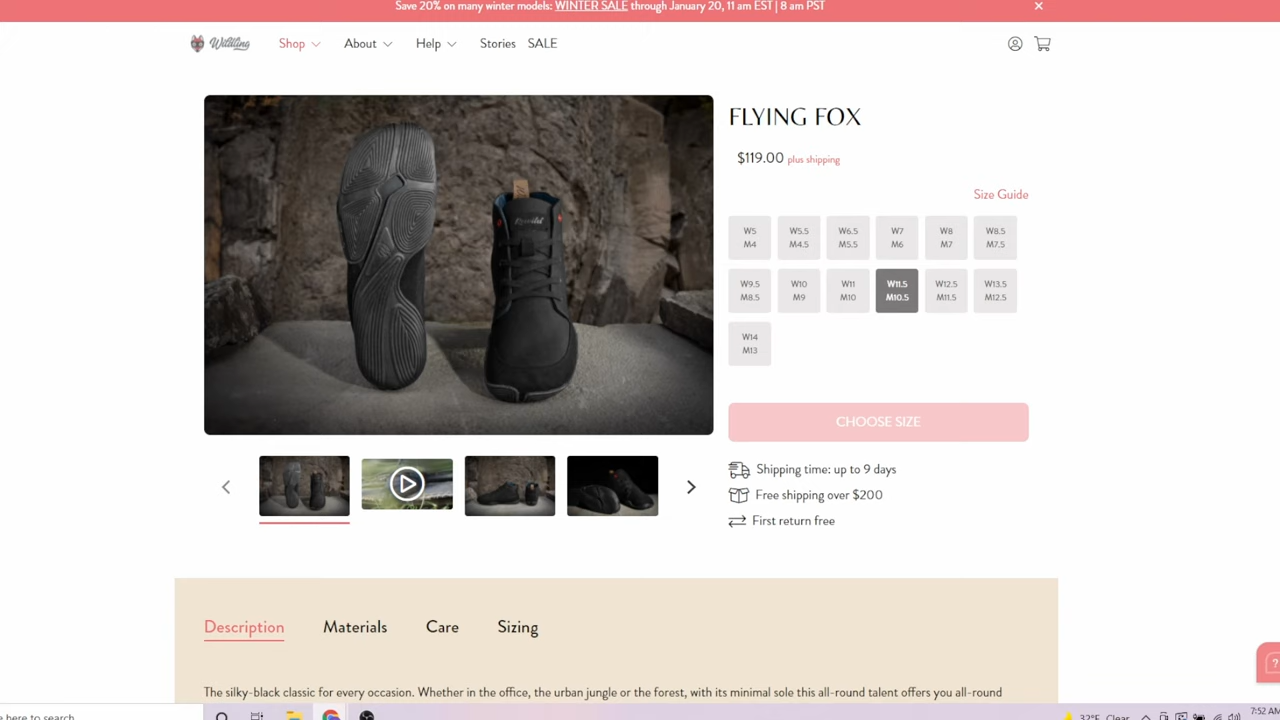 Save 20% on many winter models: WINTER SALE through January 20, 11 am EST | 8 am PST
Wildling
Shop
About
Help
Stories
SALE
FLYING FOX
$119.00 plus shipping
Size Guide
W5
M4
W5.5
M4.5
W6.5
M5.5
W7
M6
W8
M7
W8.5
M7.5
W9.5
M8.5
W10
M9
W11
M10
W11.5
M10.5
W12.5
M11.5
W13.5
M12.5
W14
M13
CHOOSE SIZE
Shipping time: up to 9 days
Free shipping over $200
First return free
Description
Materials
Care
Sizing
The silky-black classic for every occasion. Whether in the office, the urban jungle or the forest, with its minimal sole this all-round talent offers you all-round
?
e here to search
32°F Clear
7:52 AM